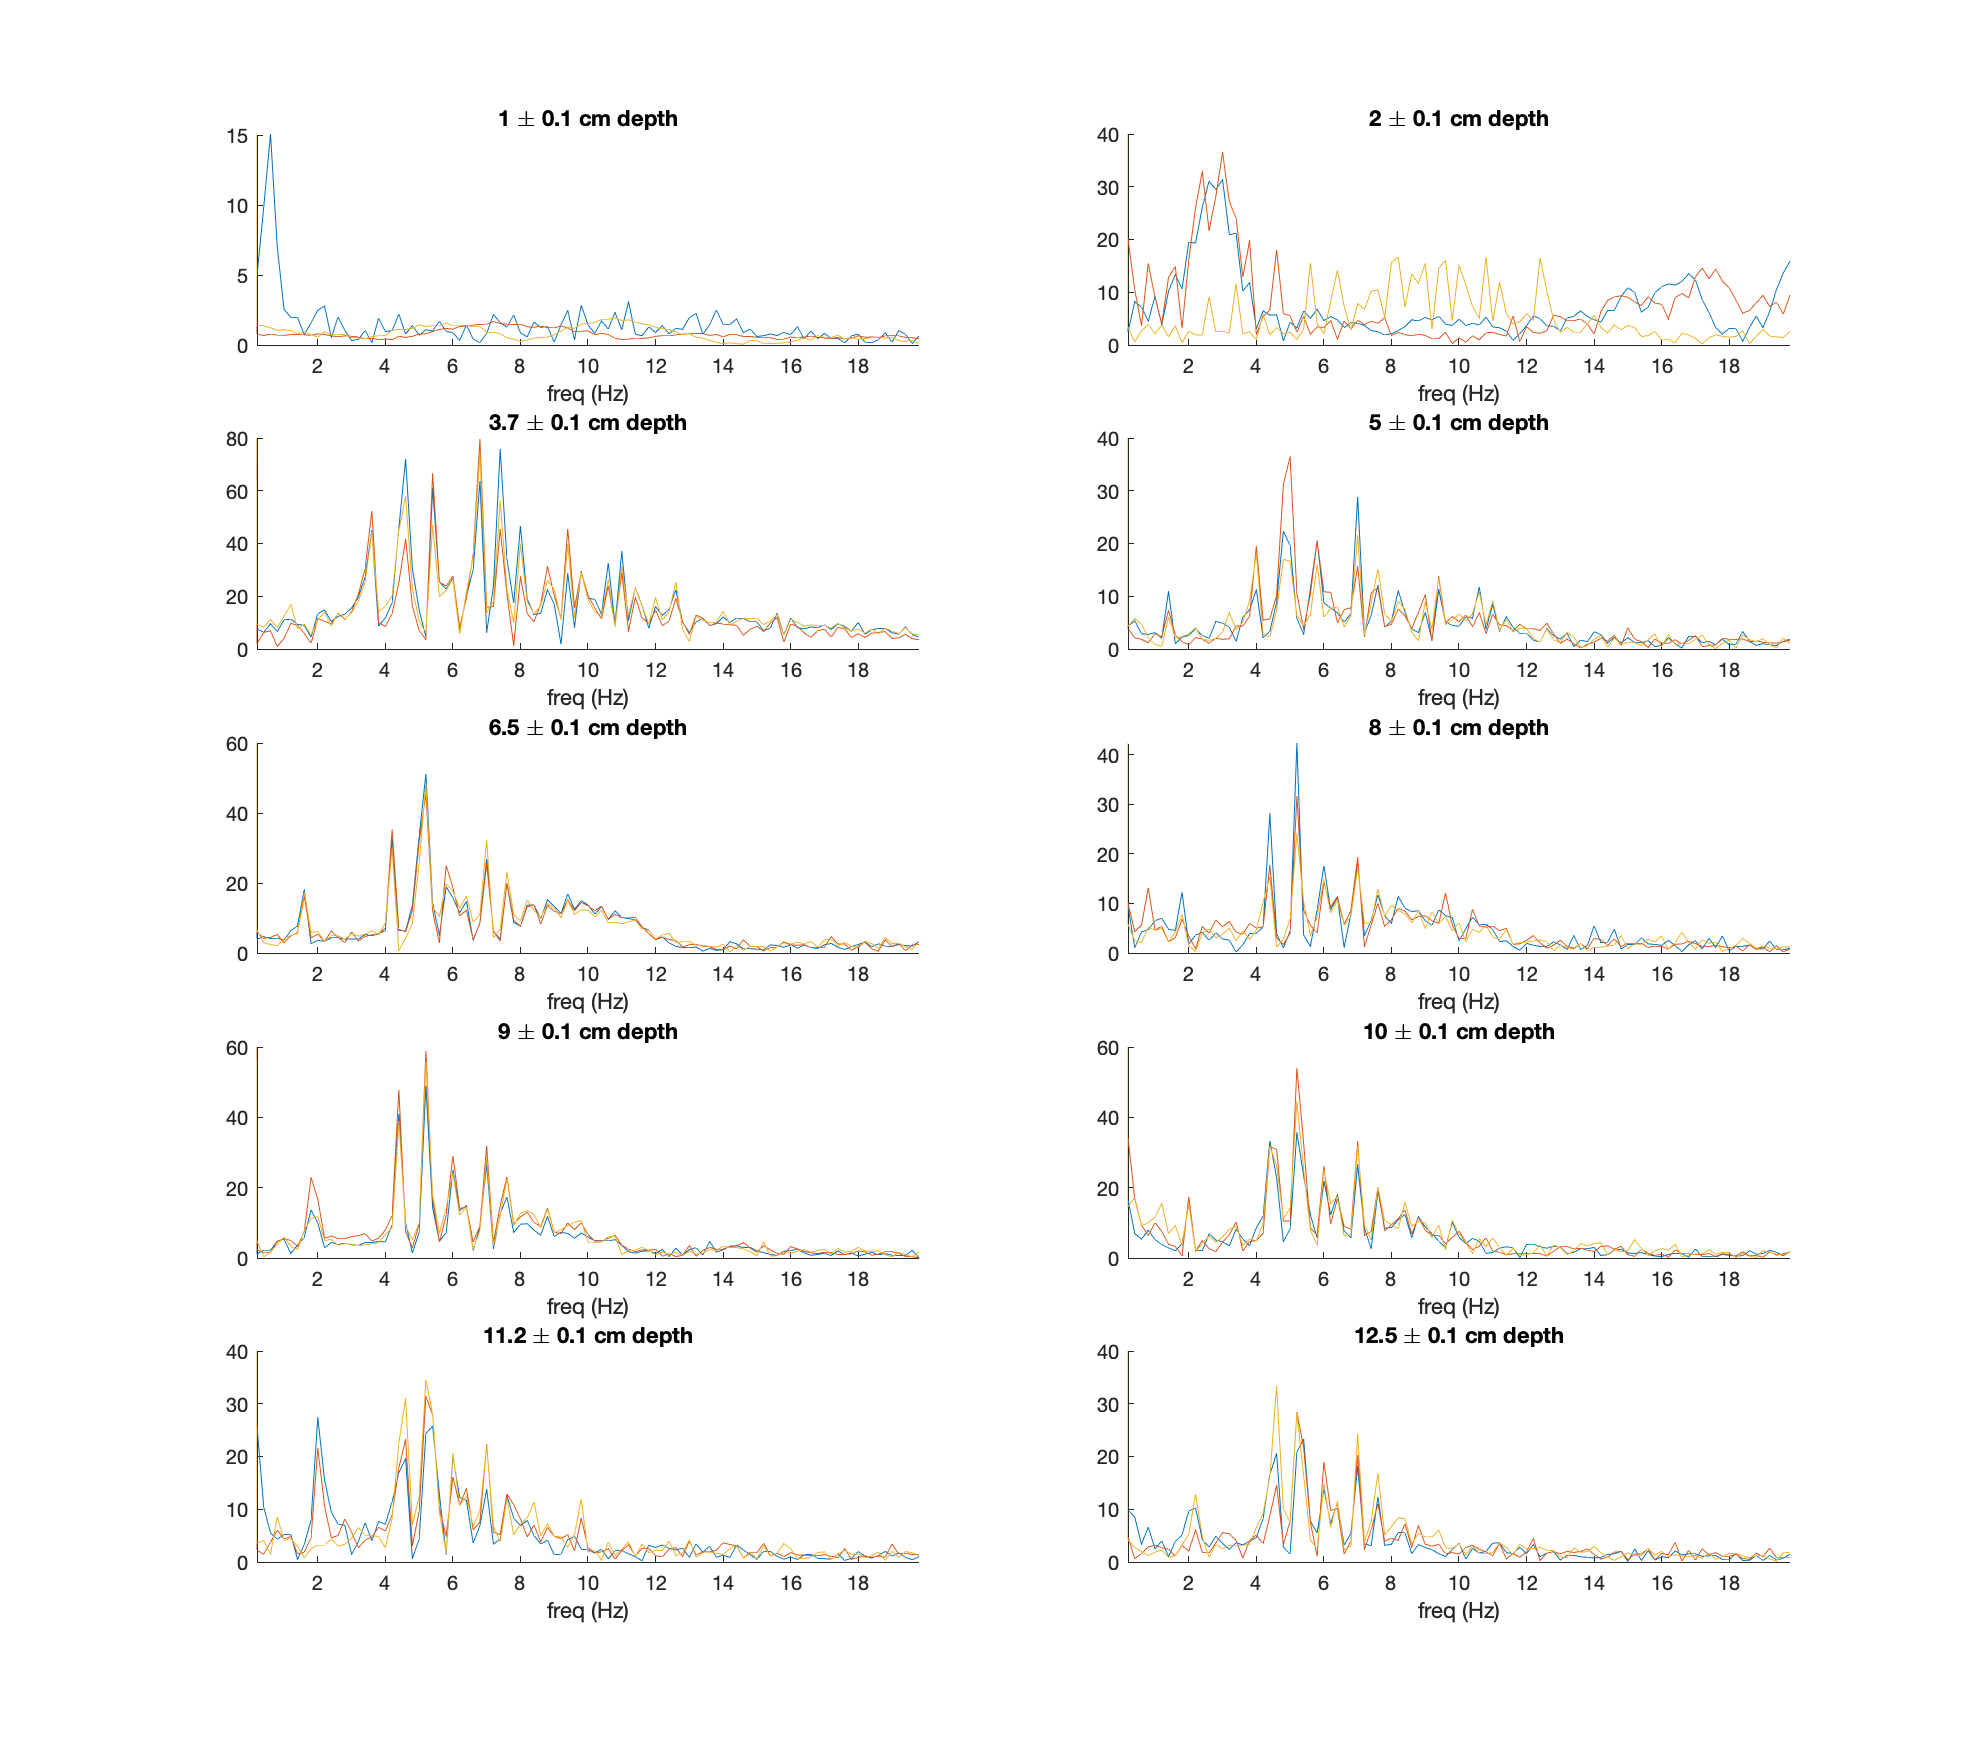 1 ± 0.1 cm depth
15
10
5
0
2 4 6 8 10 12 14 16 18
freq (Hz)
2 ± 0.1 cm depth
40
30
20
10
0
2 4 6 8 10 12 14 16 18
freq (Hz)
3.7 ± 0.1 cm depth
80
60
40
20
0
2 4 6 8 10 12 14 16 18
freq (Hz)
5 ± 0.1 cm depth
40
30
20
10
0
2 4 6 8 10 12 14 16 18
freq (Hz)
6.5 ± 0.1 cm depth
60
40
20
0
2 4 6 8 10 12 14 16 18
freq (Hz)
8 ± 0.1 cm depth
40
30
20
10
0
2 4 6 8 10 12 14 16 18
freq (Hz)
9 ± 0.1 cm depth
60
40
20
0
2 4 6 8 10 12 14 16 18
freq (Hz)
10 ± 0.1 cm depth
60
40
20
0
2 4 6 8 10 12 14 16 18
freq (Hz)
11.2 ± 0.1 cm depth
40
30
20
10
0
2 4 6 8 10 12 14 16 18
freq (Hz)
12.5 ± 0.1 cm depth
40
30
20
10
0
2 4 6 8 10 12 14 16 18
freq (Hz)